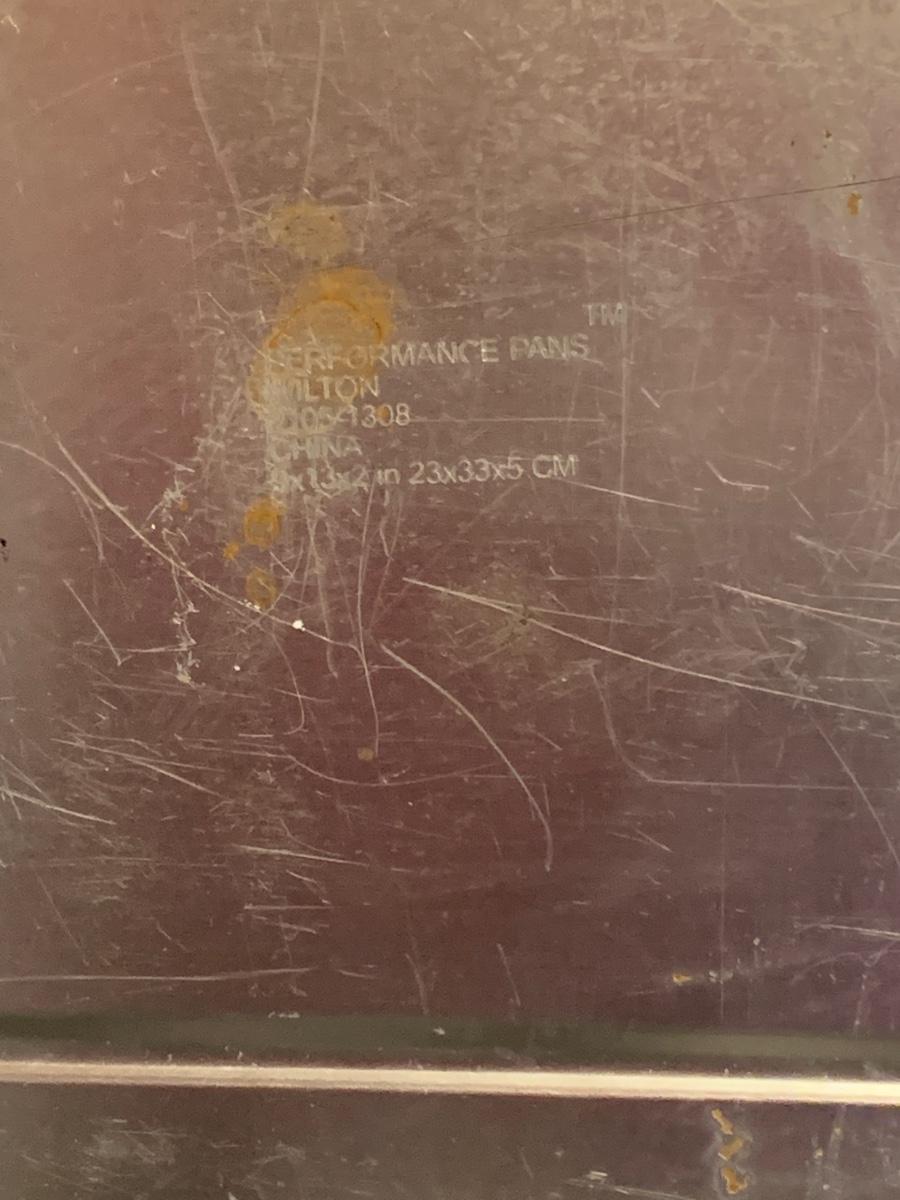 TM
PERFORMANCE PANS
WILTON
2105-1308
CHINA
9x13x2 in 23x33x5 CM